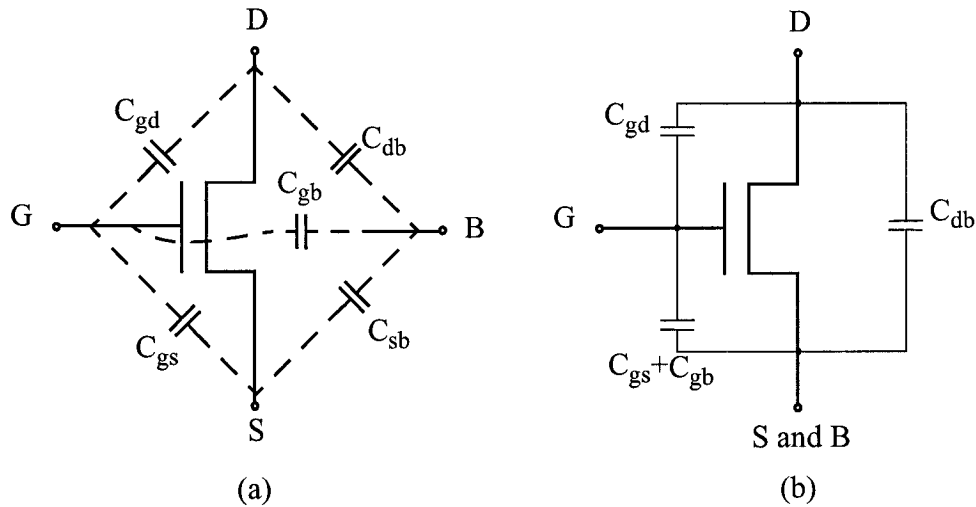 D
C_gd
C_db
C_gb
G
B
C_gs
C_sb
S
(a)
D
C_gd
G
C_db
C_gs+C_gb
S and B
(b)